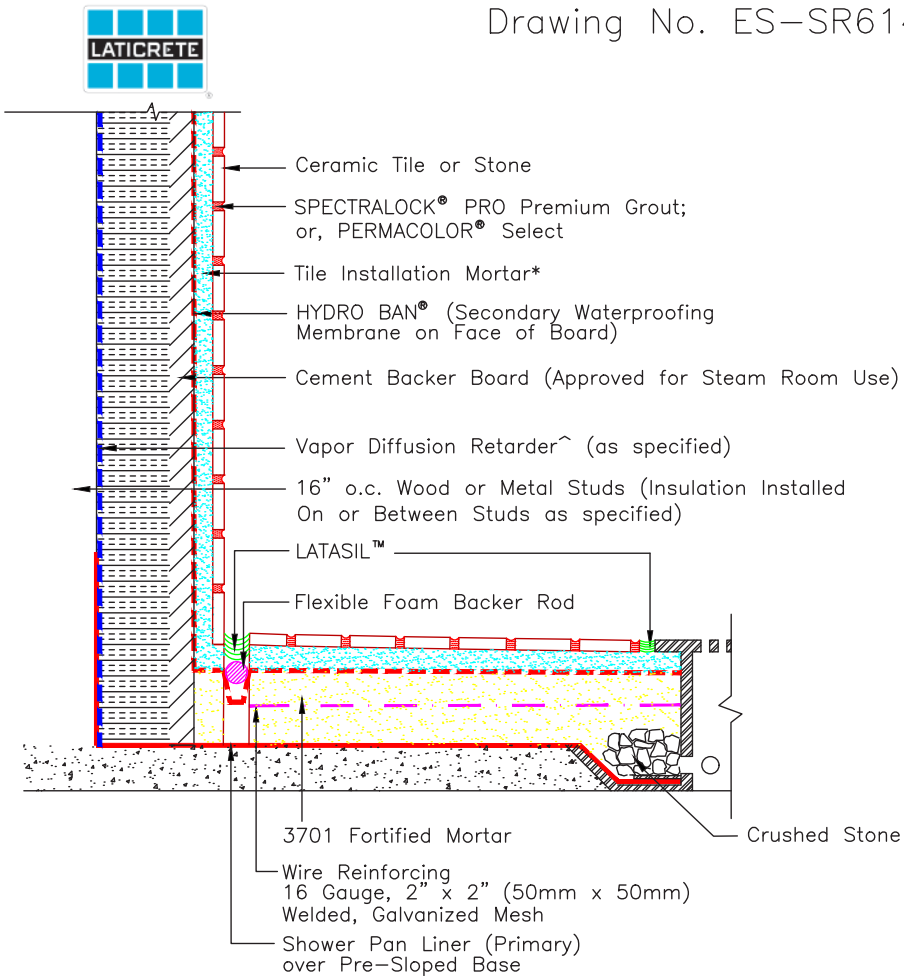 Drawing No. ES-SR614
LATICRETE
Ceramic Tile or Stone
SPECTRALOCK® PRO Premium Grout;
or, PERMACOLOR® Select
Tile Installation Mortar*
HYDRO BAN® (Secondary Waterproofing
Membrane on Face of Board)
Cement Backer Board (Approved for Steam Room Use)
Vapor Diffusion Retarder^ (as specified)
16" o.c. Wood or Metal Studs (Insulation Installed
On or Between Studs as specified)
LATASIL™
Flexible Foam Backer Rod
3701 Fortified Mortar
Crushed Stone
Wire Reinforcing
16 Gauge, 2" x 2" (50mm x 50mm)
Welded, Galvanized Mesh
Shower Pan Liner (Primary)
over Pre-Sloped Base